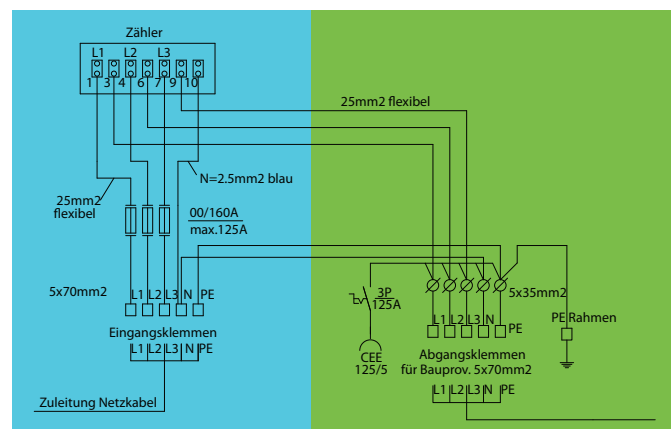 Zähler
L1 L2 L3
1 3 4 6 7 9 10
25mm2 flexibel
N=2.5mm2 blau
25mm2
flexibel
00/160A
max.125A
5x70mm2
L1 L2 L3 N PE
3P
125A
5x35mm2
L1 L2 L3 N
PE
PE Rahmen
Eingangsklemmen
L1 L2 L3 N PE
CEE
125/5
Abgangsklemmen
für Bauprov. 5x70mm2
L1 L2 L3 N PE
Zuleitung Netzkabel